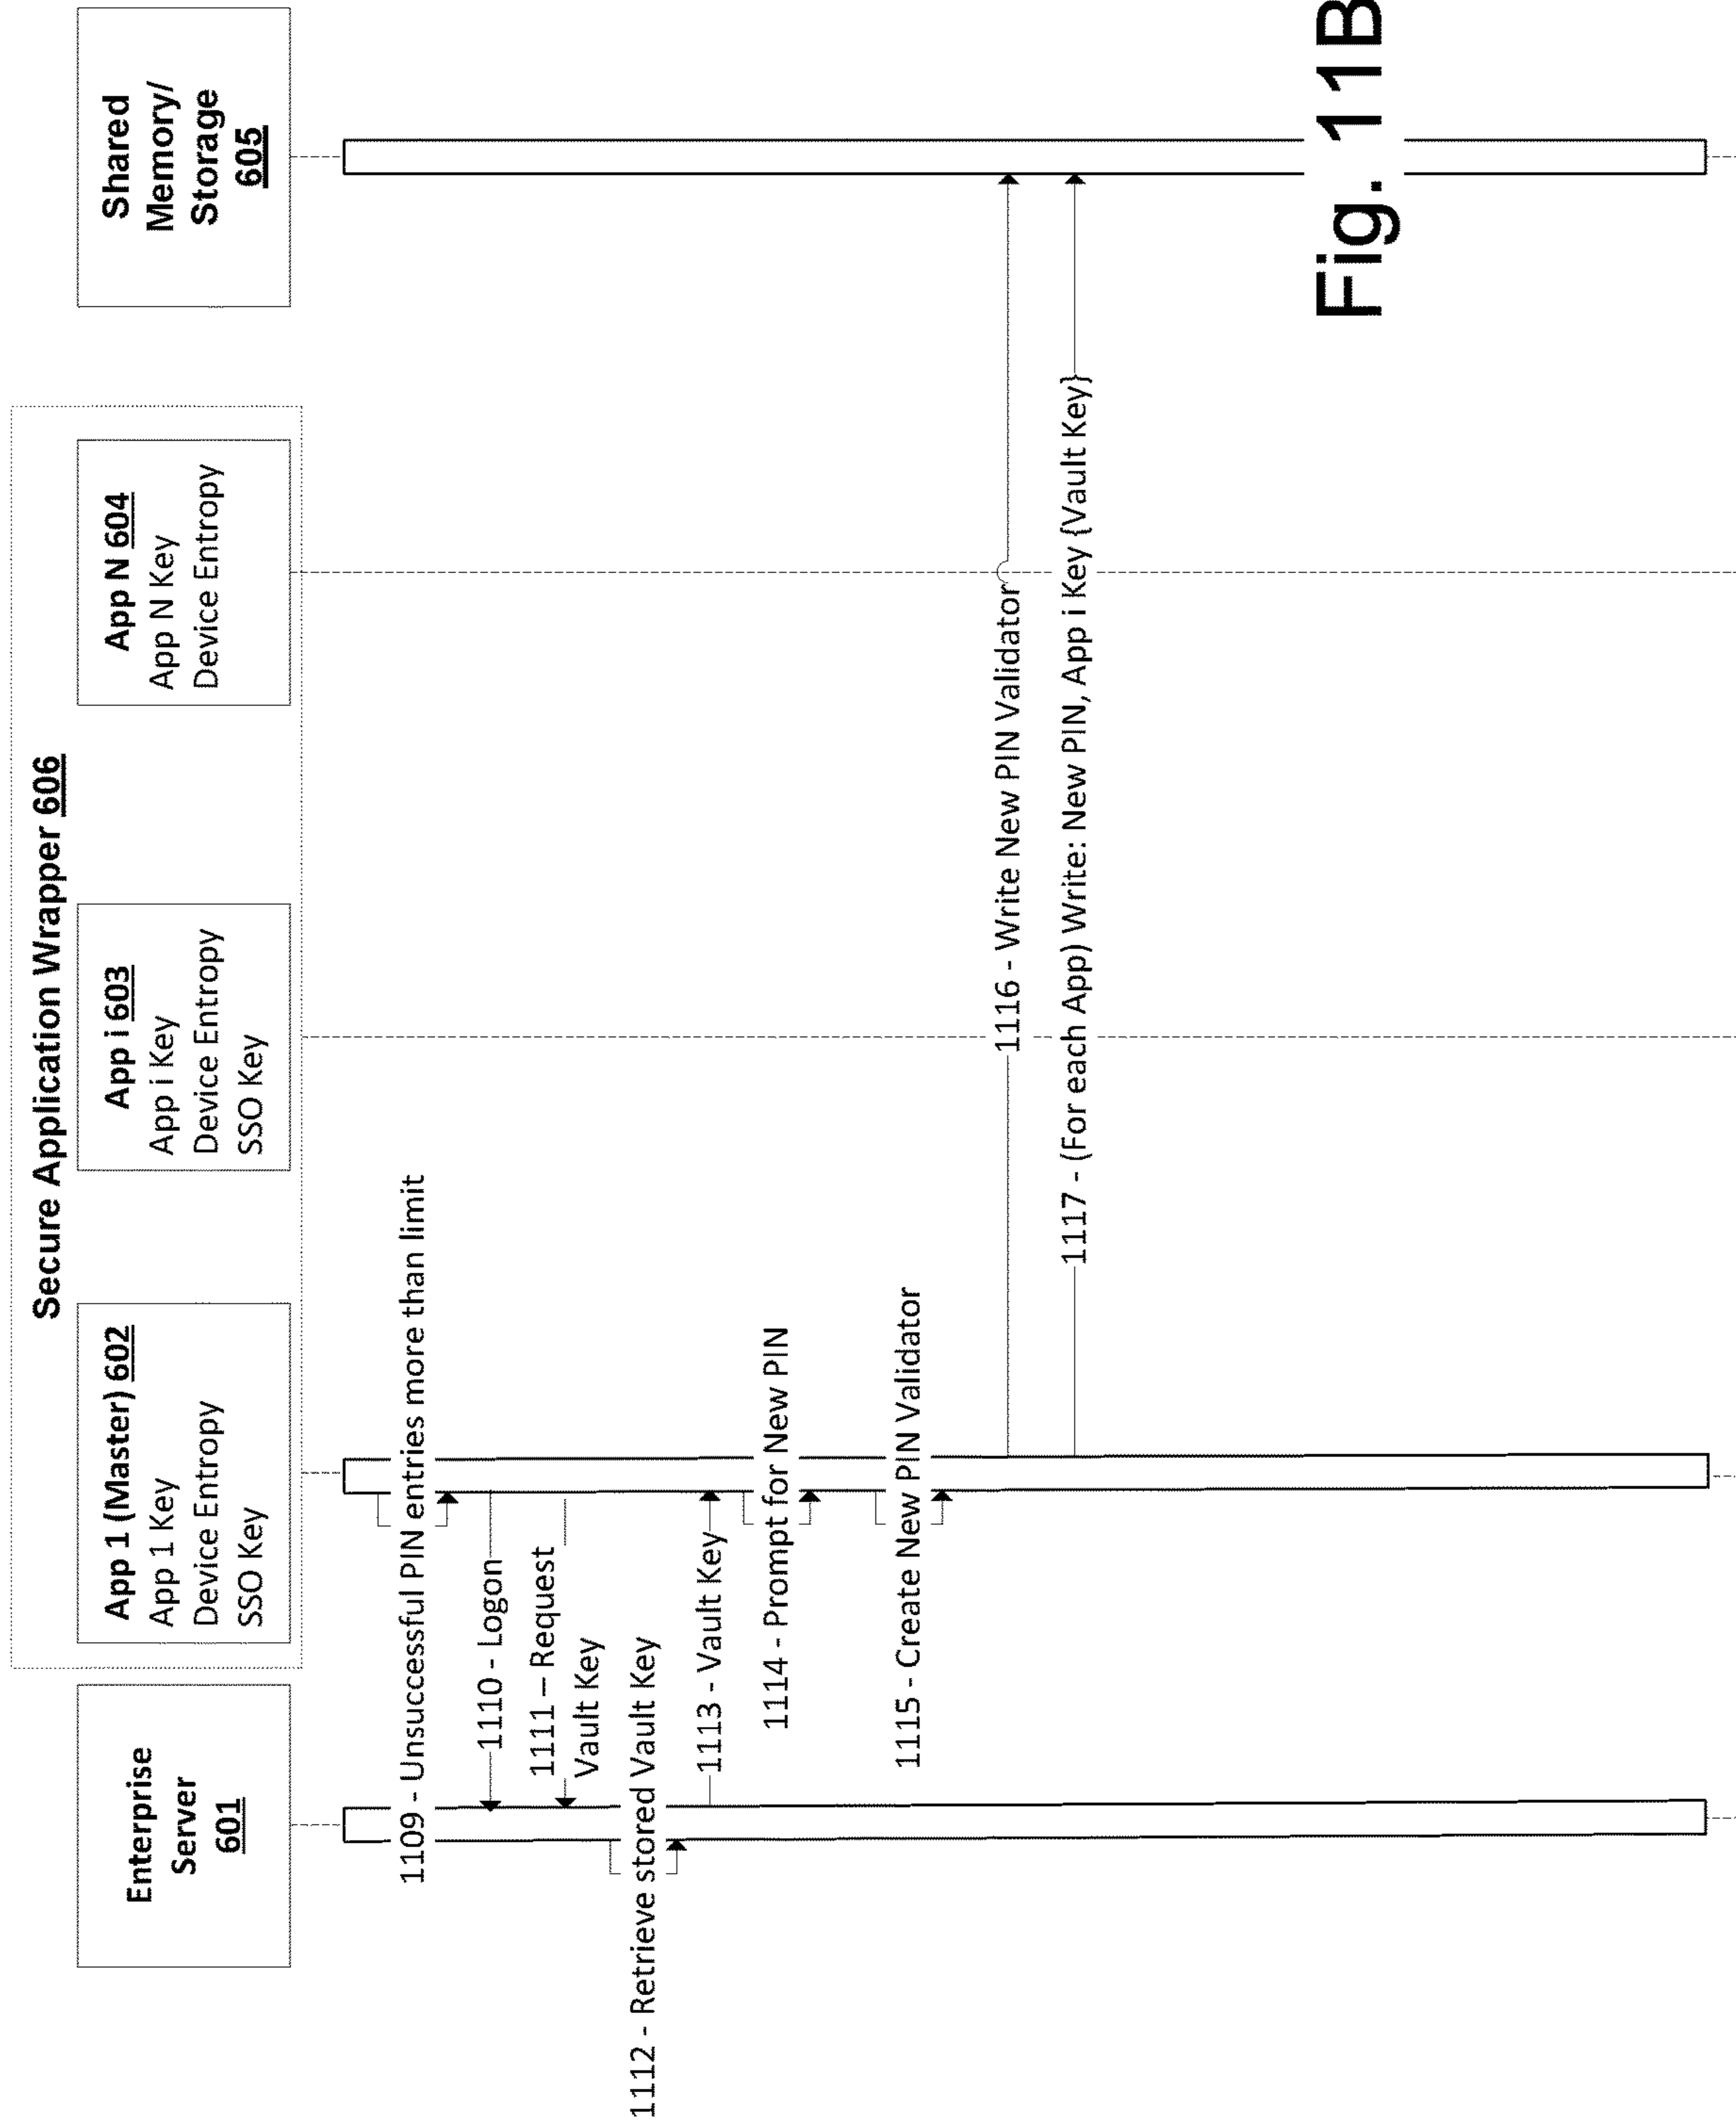 Secure Application Wrapper 606
Enterprise
Server
601
App 1 (Master) 602
App 1 Key
Device Entropy
SSO Key
App i 603
App i Key
Device Entropy
SSO Key
App N 604
App N Key
Device Entropy
Shared
Memory/
Storage
605
1109 - Unsuccessful PIN entries more than limit
1110 - Logon
1111 – Request
Vault Key
1112 - Retrieve stored Vault Key
1113 - Vault Key
1114 - Prompt for New PIN
1115 - Create New PIN Validator
1116 - Write New PIN Validator
1117 - (For each App) Write: New PIN, App i Key {Vault Key}
Fig. 11B